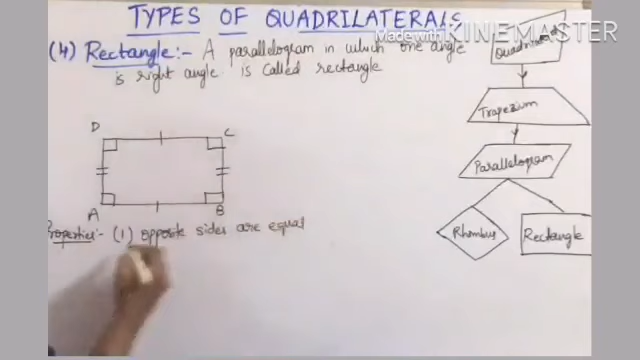 TYPES OF QUADRILATERALS
Made with KINEMASTER
(4) Rectangle:- A parallelogram in which one angle
is right angle is called rectangle
Quadrilateral
Trapezium
Parallelogram
Rhombus
Rectangle
D
C
A
B
Properties:- (1) opposite sides are equal